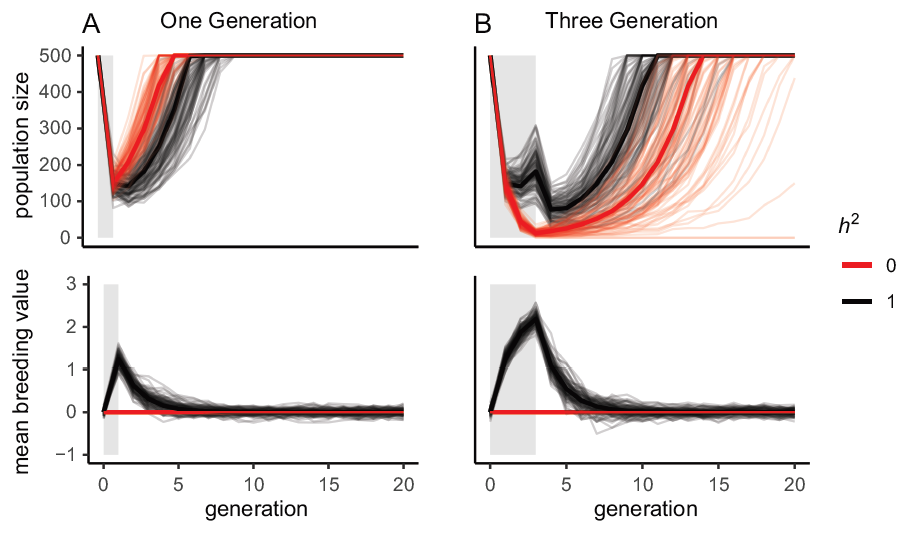 A One Generation
B Three Generation
population size
500
400
300
200
100
0
mean breeding value
3
2
1
0
−1
0 5 10 15 20
generation
0 5 10 15 20
generation
h²
0
1